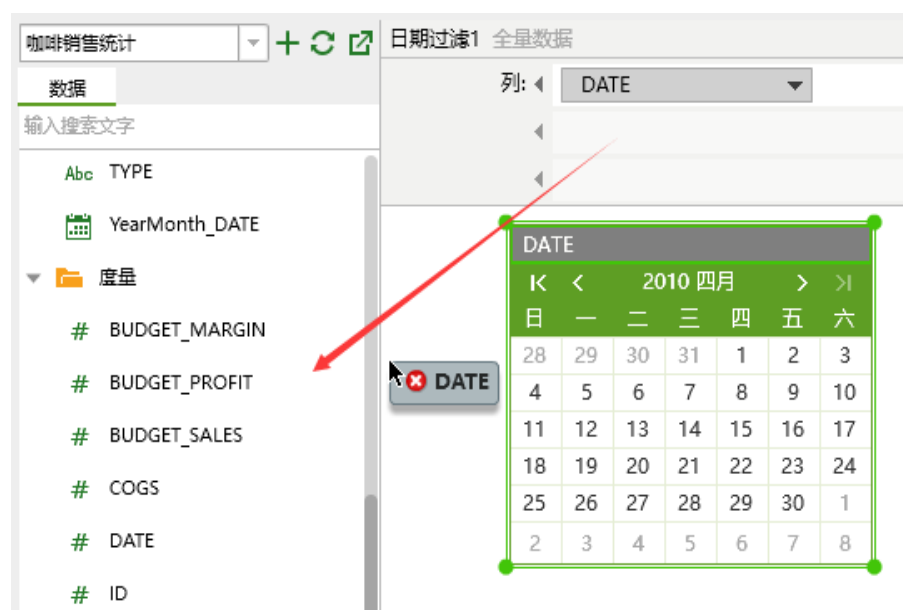 咖啡销售统计
数据
输入搜索文字
Abc TYPE
YearMonth_DATE
度量
# BUDGET_MARGIN
# BUDGET_PROFIT
# BUDGET_SALES
# COGS
# DATE
# ID
日期过滤1 全量数据
列: DATE
DATE
DATE
2010 四月
日 一 二 三 四 五 六
28 29 30 31 1 2 3
4 5 6 7 8 9 10
11 12 13 14 15 16 17
18 19 20 21 22 23 24
25 26 27 28 29 30 1
2 3 4 5 6 7 8